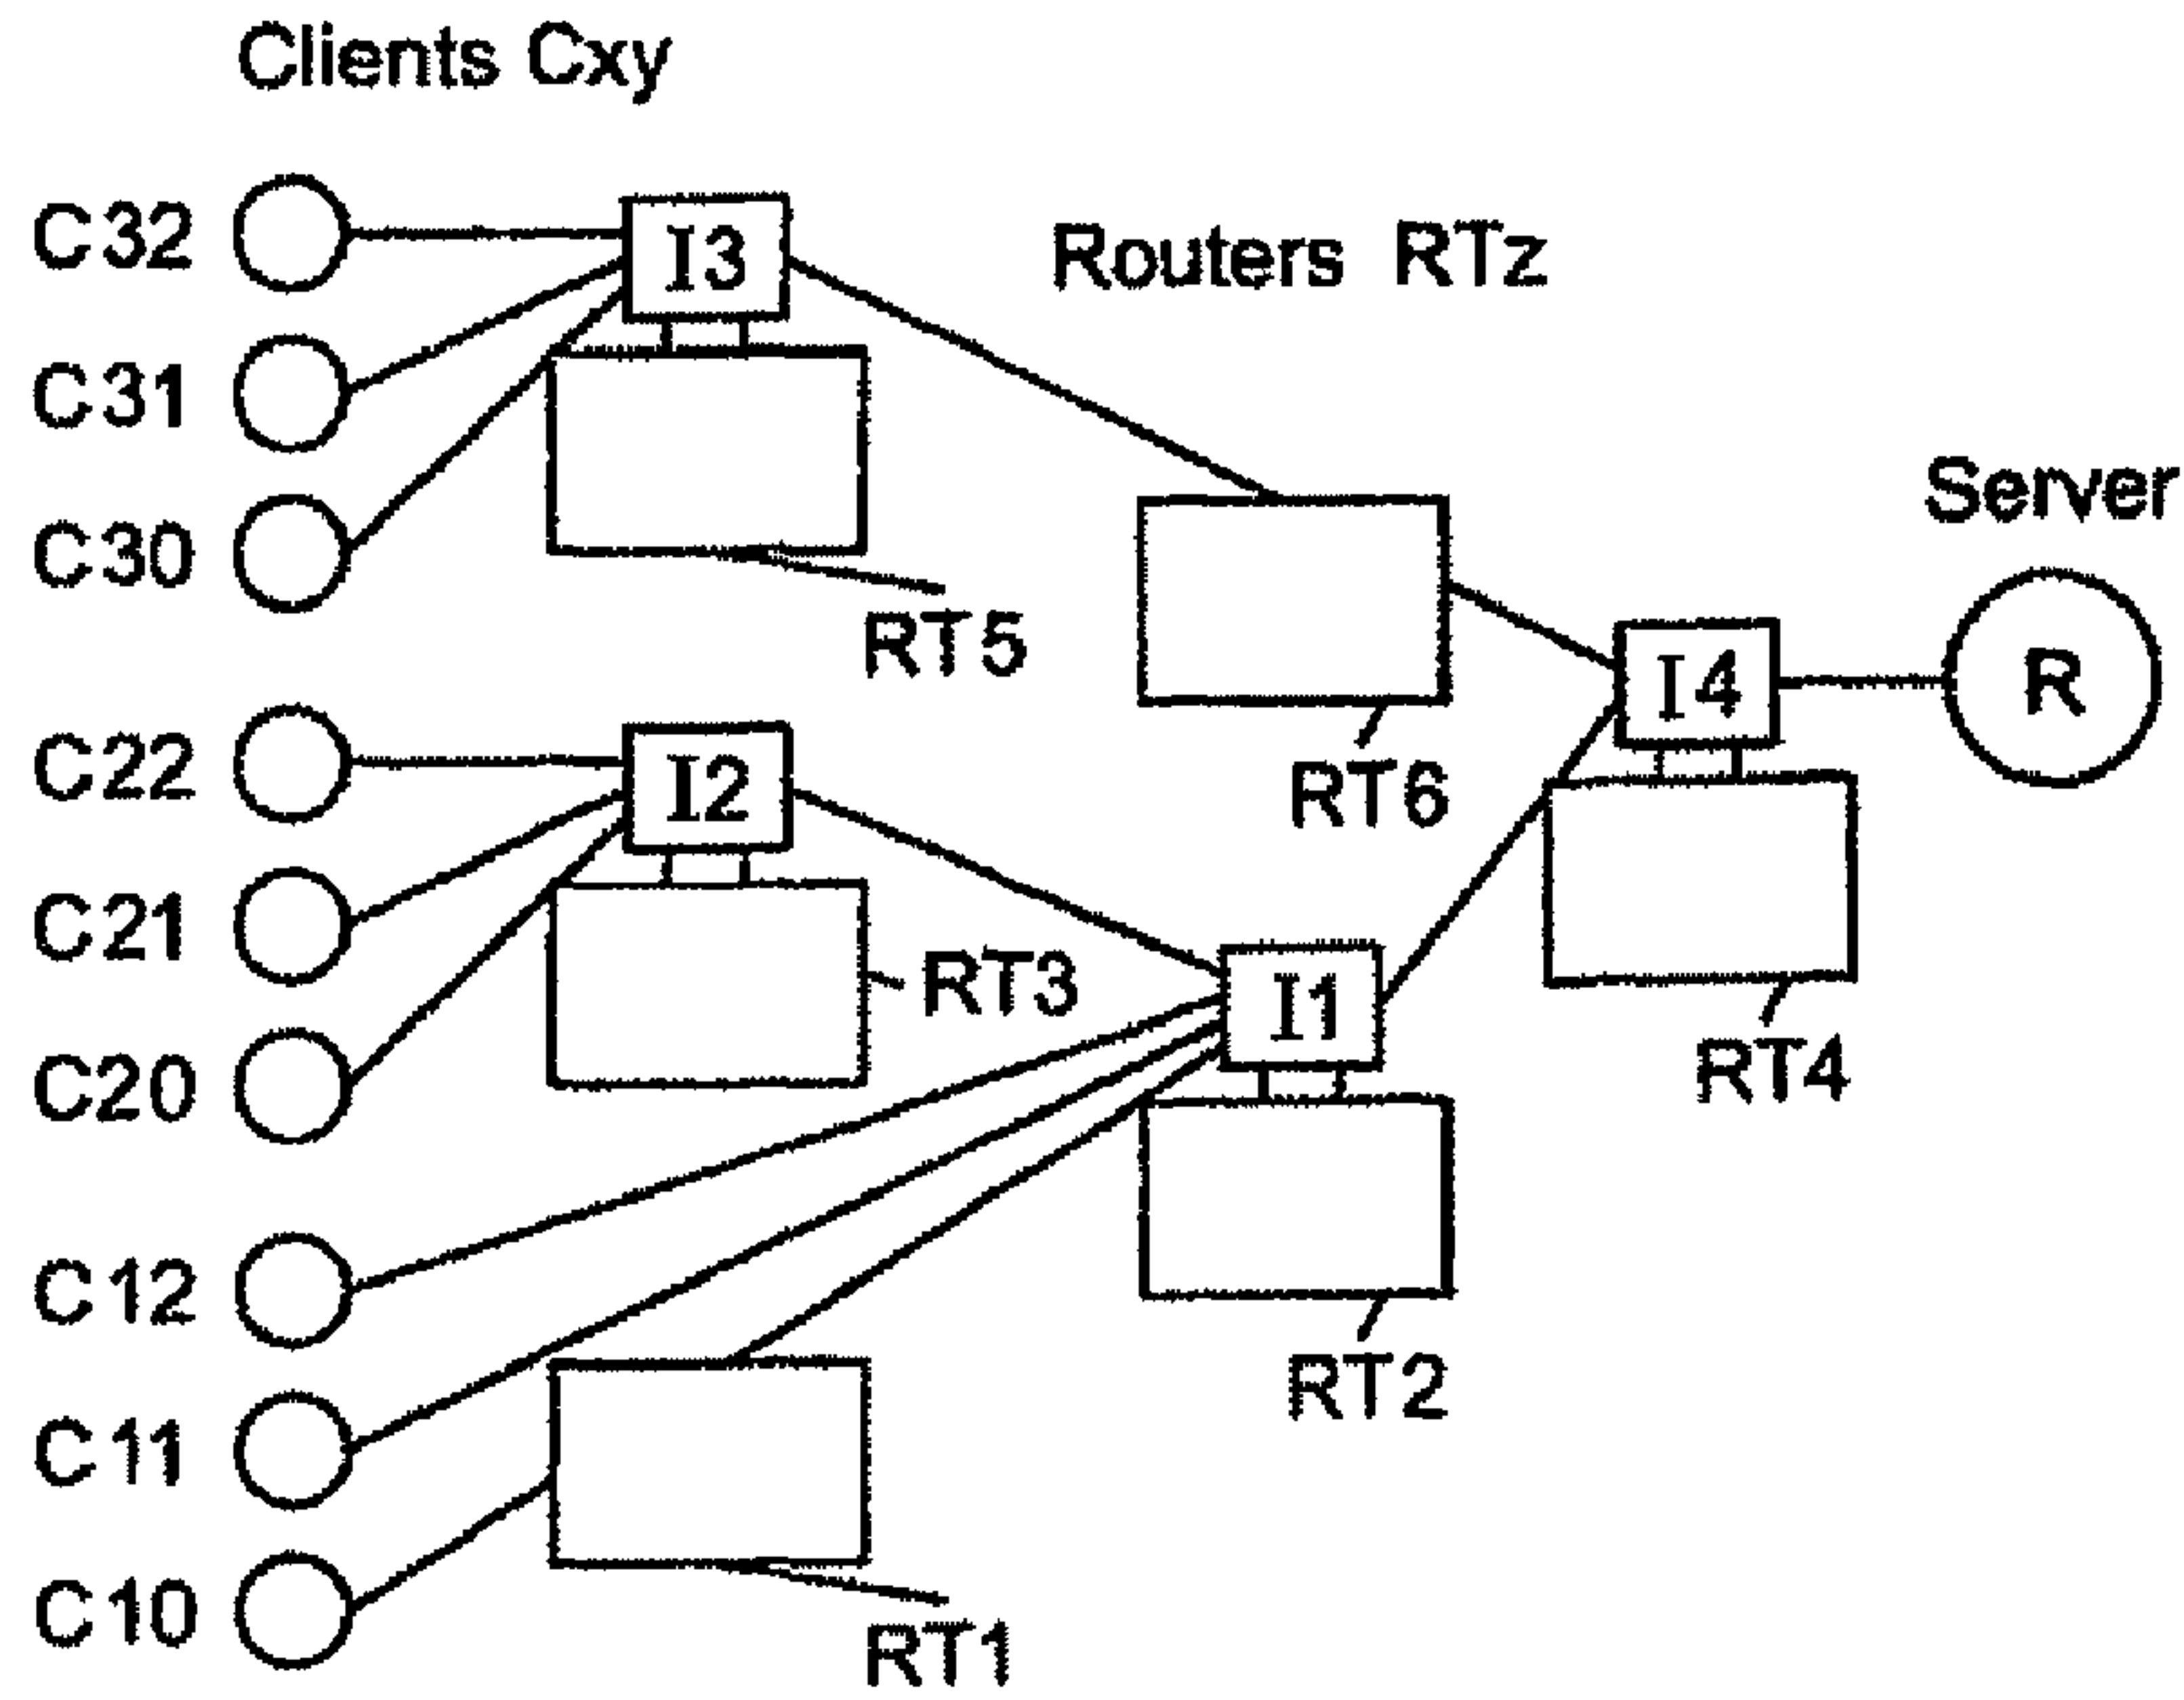 Clients Cxy
C32
I3
Routers RTz
C31
Server
C30
RT5
R
I4
C22
I2
RT6
C21
RT3
I1
C20
RT4
C12
RT2
C11
C10
RT1